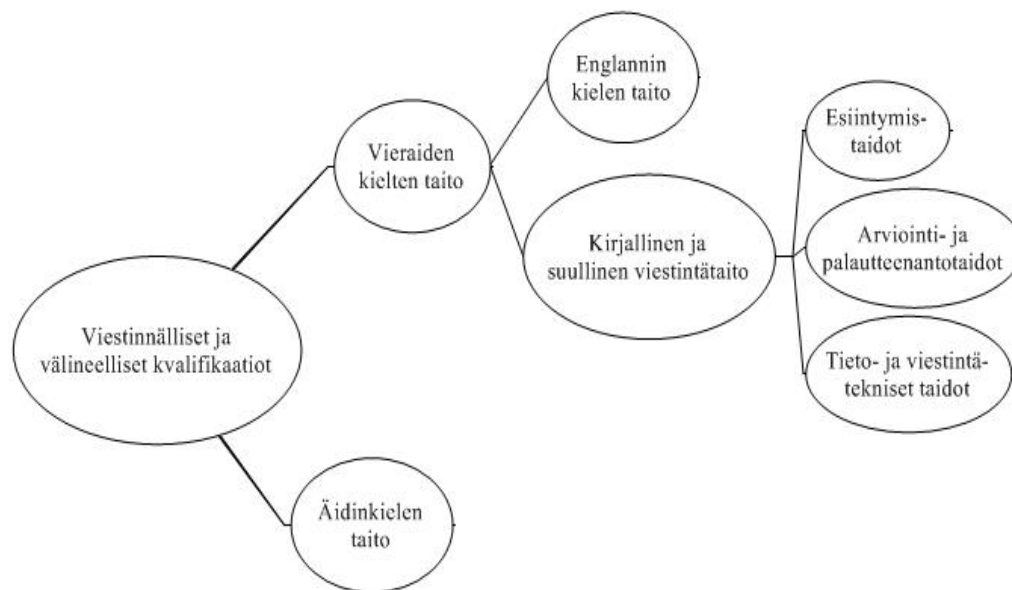 Englannin
kielen taito
Esiintymis-
taidot
Vieraiden
kielten taito
Kirjallinen ja
suullinen viestintätaito
Arviointi- ja
palautteenantotaidot
Viestinnälliset ja
välineelliset kvalifikaatiot
Tieto- ja viestintä-
tekniset taidot
Äidinkielen
taito